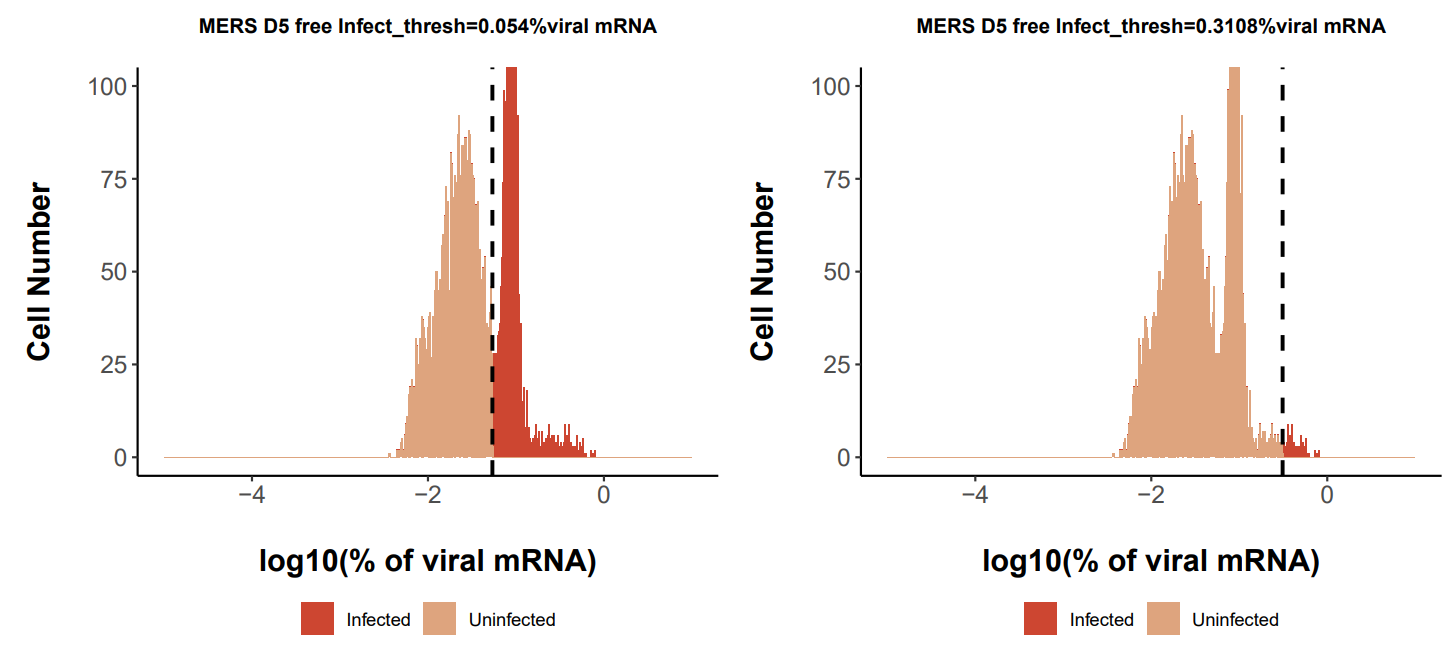 MERS D5 free Infect_thresh=0.054%viral mRNA
100
75
50
25
0
Cell Number
−4
−2
0
log10(% of viral mRNA)
Infected
Uninfected
MERS D5 free Infect_thresh=0.3108%viral mRNA
100
75
50
25
0
Cell Number
−4
−2
0
log10(% of viral mRNA)
Infected
Uninfected